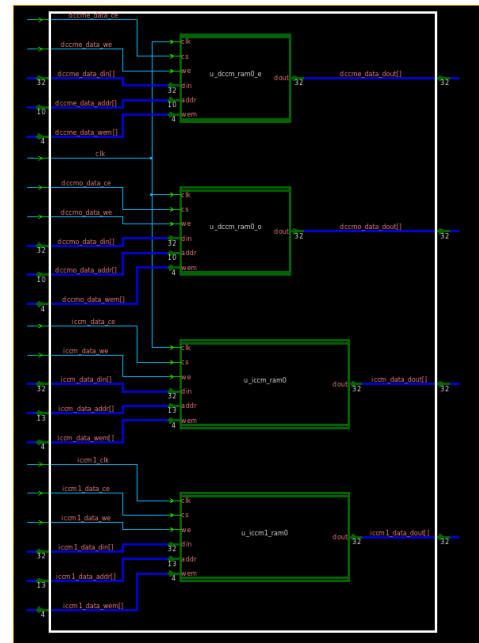 dccme_data_ce
clk
dccme_data_we
cs
we
u_dccm_ram0_e
dout
dccme_data_dout[]
dccme_data_din[]
din
32
32
32
32
dccme_data_addr[]
addr
10
10
dccme_data_wem[]
wem
4
4
clk
dccmo_data_ce
clk
cs
dccmo_data_we
we
u_dccm_ram0_o
dout
dccmo_data_dout[]
dccmo_data_din[]
din
32
32
32
32
dccmo_data_addr[]
addr
10
10
wem
4
dccmo_data_wem[]
4
iccm_data_ce
clk
iccm_data_we
cs
we
u_iccm_ram0
dout
iccm_data_dout[]
iccm_data_din[]
din
32
32
32
32
iccm_data_addr[]
addr
13
13
wem
iccm_data_wem[]
4
4
iccm1_clk
iccm1_data_ce
clk
cs
iccm1_data_we
we
u_iccm1_ram0
dout
iccm1_data_dout[]
iccm1_data_din[]
din
32
32
32
32
addr
13
iccm1_data_addr[]
wem
13
4
iccm1_data_wem[]
4